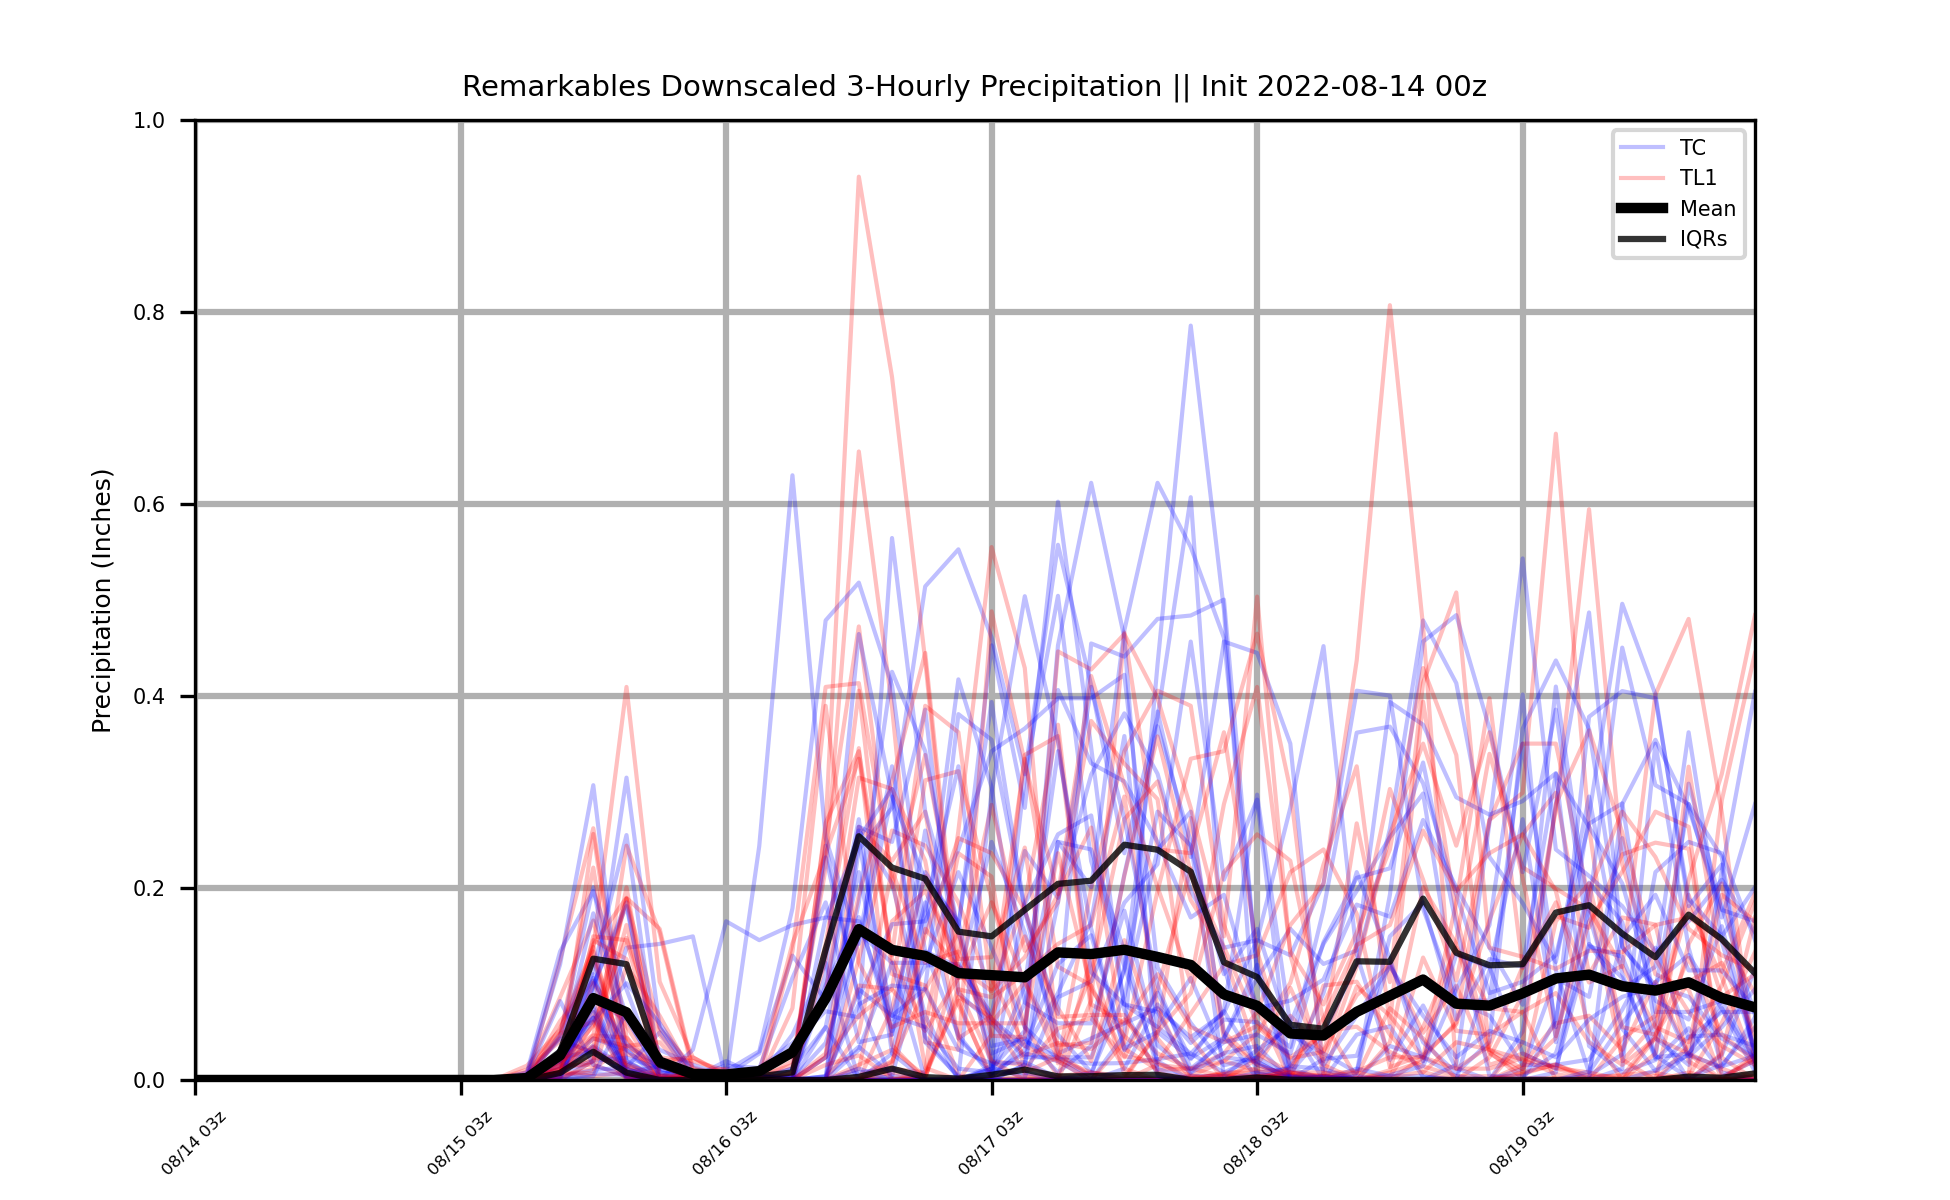 Remarkables Downscaled 3-Hourly Precipitation || Init 2022-08-14 00z
1.0
0.8
0.6
0.4
0.2
0.0
Precipitation (Inches)
TC
TL1
Mean
IQRs
08/14 03z
08/15 03z
08/16 03z
08/17 03z
08/18 03z
08/19 03z